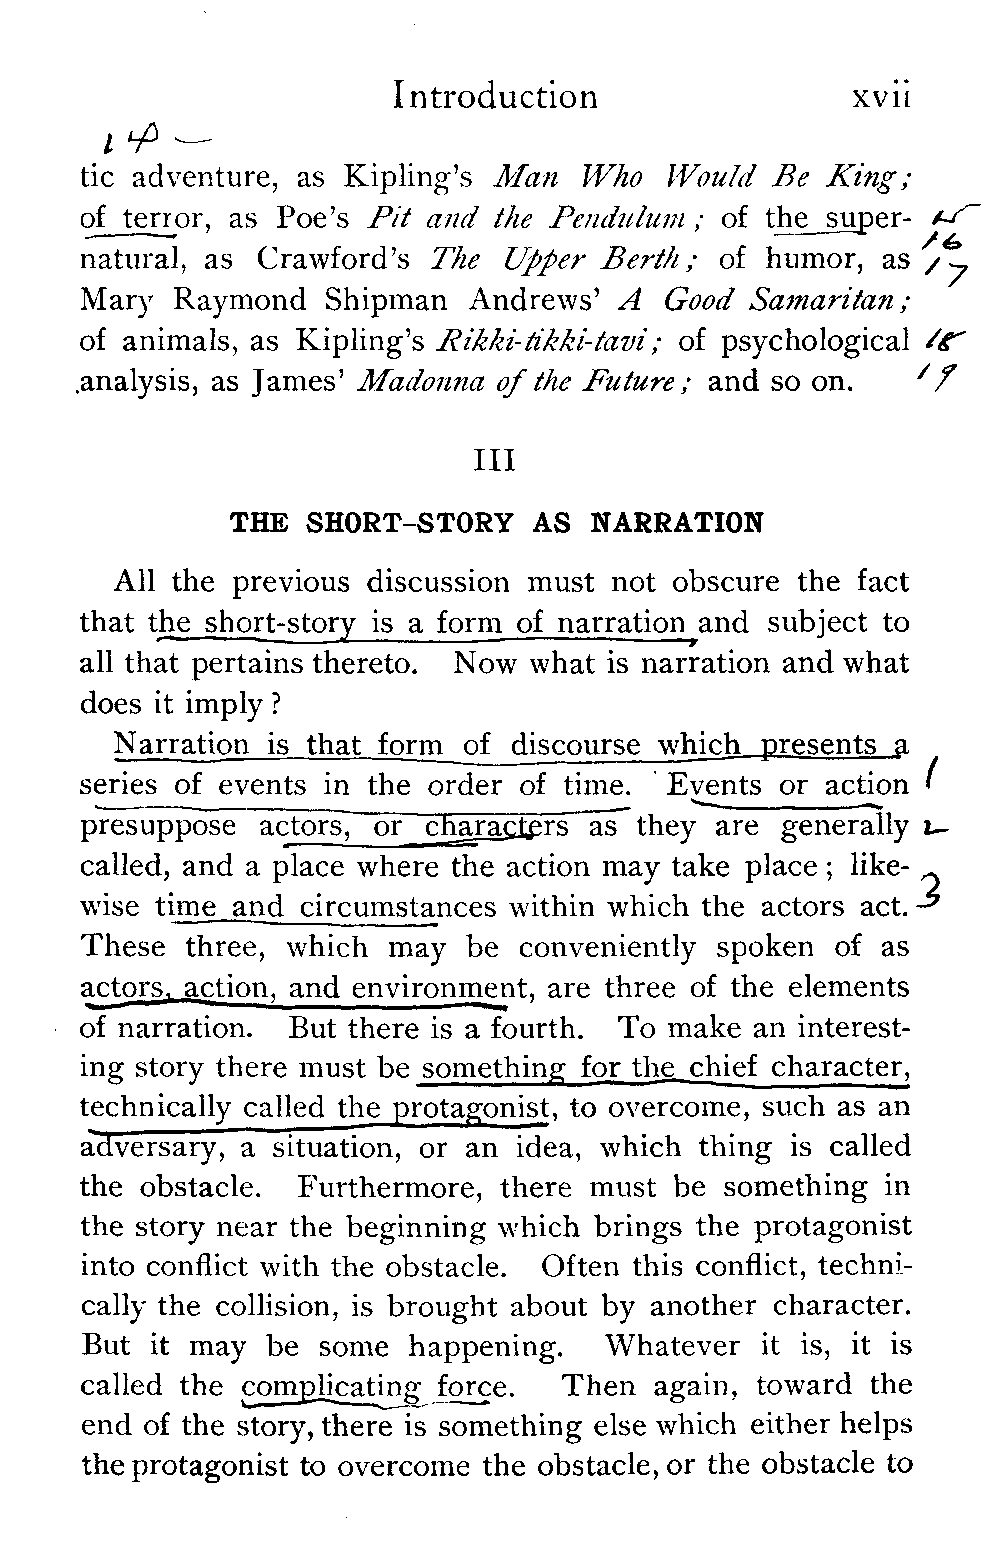 Introduction xvii
14 —
tic adventure, as Kipling's Man Who Would Be King;
of terror, as Poe's Pit and the Pendulum; of the super- 15
natural, as Crawford's The Upper Berth; of humor, as 16 17
Mary Raymond Shipman Andrews' A Good Samaritan;
of animals, as Kipling's Rikki-tikki-tavi; of psychological 18
analysis, as James' Madonna of the Future; and so on. 19
III
THE SHORT-STORY AS NARRATION
All the previous discussion must not obscure the fact
that the short-story is a form of narration and subject to
all that pertains thereto. Now what is narration and what
does it imply?
Narration is that form of discourse which presents a
series of events in the order of time. Events or action 1
presuppose actors, or characters as they are generally 2
called, and a place where the action may take place; like-
wise time and circumstances within which the actors act. 3
These three, which may be conveniently spoken of as
actors, action, and environment, are three of the elements
of narration. But there is a fourth. To make an interest-
ing story there must be something for the chief character,
technically called the protagonist, to overcome, such as an
adversary, a situation, or an idea, which thing is called
the obstacle. Furthermore, there must be something in
the story near the beginning which brings the protagonist
into conflict with the obstacle. Often this conflict, techni-
cally the collision, is brought about by another character.
But it may be some happening. Whatever it is, it is
called the complicating force. Then again, toward the
end of the story, there is something else which either helps
the protagonist to overcome the obstacle, or the obstacle to